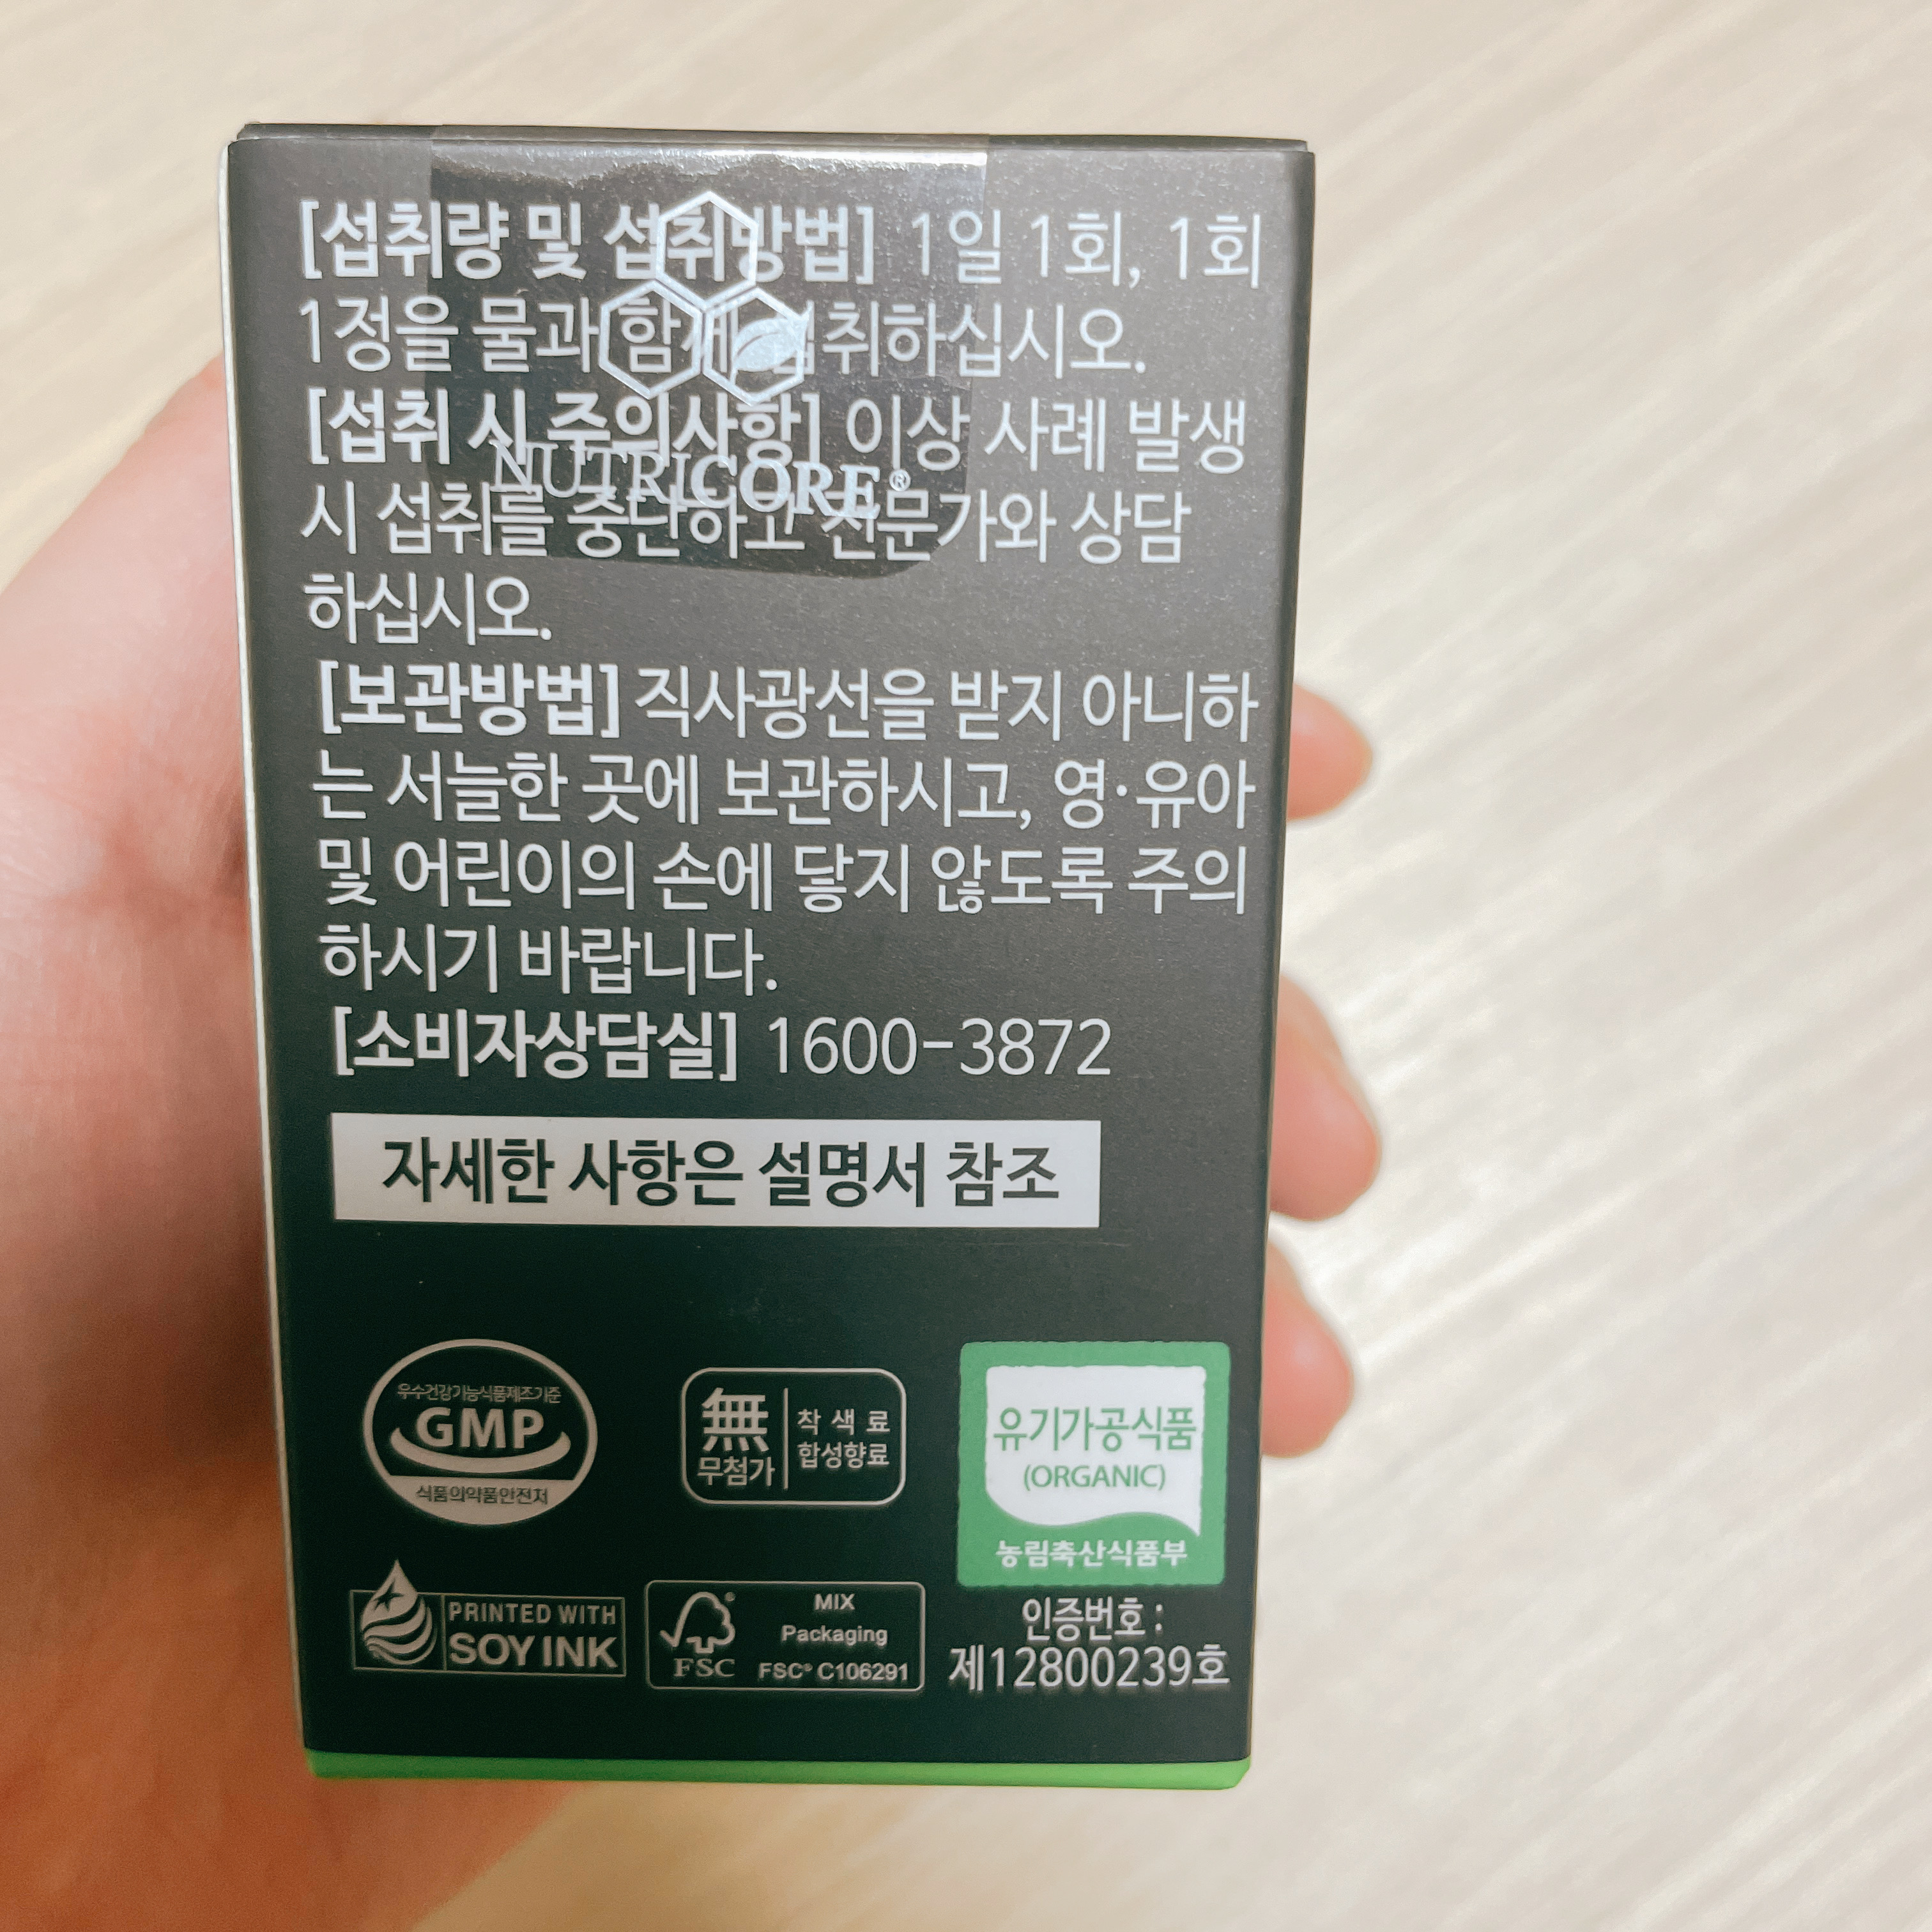 [섭취량 및 섭취방법] 1일 1회, 1회
1정을 물과 함께 섭취하십시오.
[섭취 시 주의사항] 이상 사례 발생
NUTRICORE®
시 섭취를 중단하고 전문가와 상담
하십시오.
[보관방법] 직사광선을 받지 아니하
는 서늘한 곳에 보관하시고, 영·유아
및 어린이의 손에 닿지 않도록 주의
하시기 바랍니다.
[소비자상담실] 1600-3872
자세한 사항은 설명서 참조
우수건강기능식품제조기준
GMP
식품의약품안전처
無
무첨가
착색료
합성향료
유기가공식품
(ORGANIC)
농림축산식품부
PRINTED WITH
SOY INK
FSC®
MIX
Packaging
FSC® C106291
인증번호 :
제12800239호